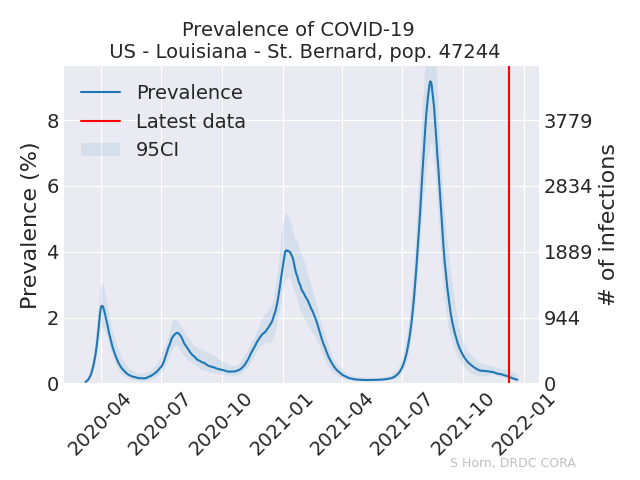 Prevalence of COVID-19
US - Louisiana - St. Bernard, pop. 47244
Prevalence
Latest data
95CI
Prevalence (%)
8
6
4
2
0
3779
2834
1889
944
0
# of infections
2020-04
2020-07
2020-10
2021-01
2021-04
2021-07
2021-10
2022-01
S Horn, DRDC CORA